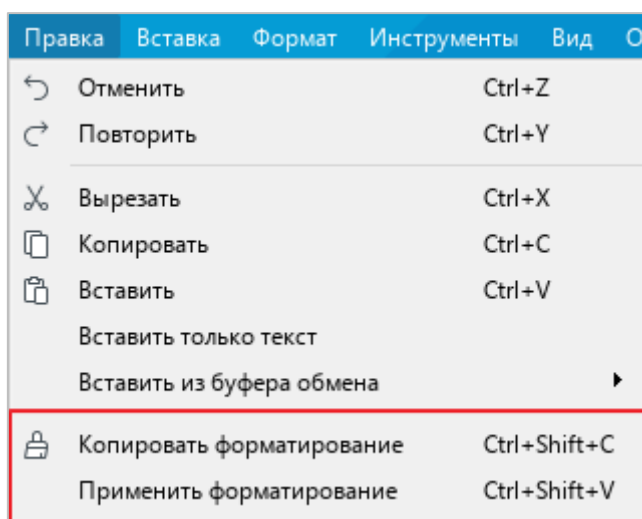 Правка Вставка Формат Инструменты Вид О
Отменить Ctrl+Z
Повторить Ctrl+Y
Вырезать Ctrl+X
Копировать Ctrl+C
Вставить Ctrl+V
Вставить только текст
Вставить из буфера обмена
Копировать форматирование Ctrl+Shift+C
Применить форматирование Ctrl+Shift+V